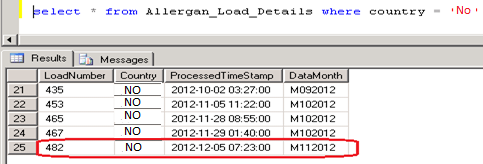 select * from Allergan_Load_Details where country = 'No'
Results Messages
LoadNumber Country ProcessedTimeStamp DataMonth
21 435 NO 2012-10-02 03:27:00 M092012
22 453 NO 2012-11-05 11:22:00 M102012
23 465 NO 2012-11-28 08:55:00 M102012
24 467 NO 2012-11-29 01:40:00 M102012
25 482 NO 2012-12-05 07:23:00 M112012